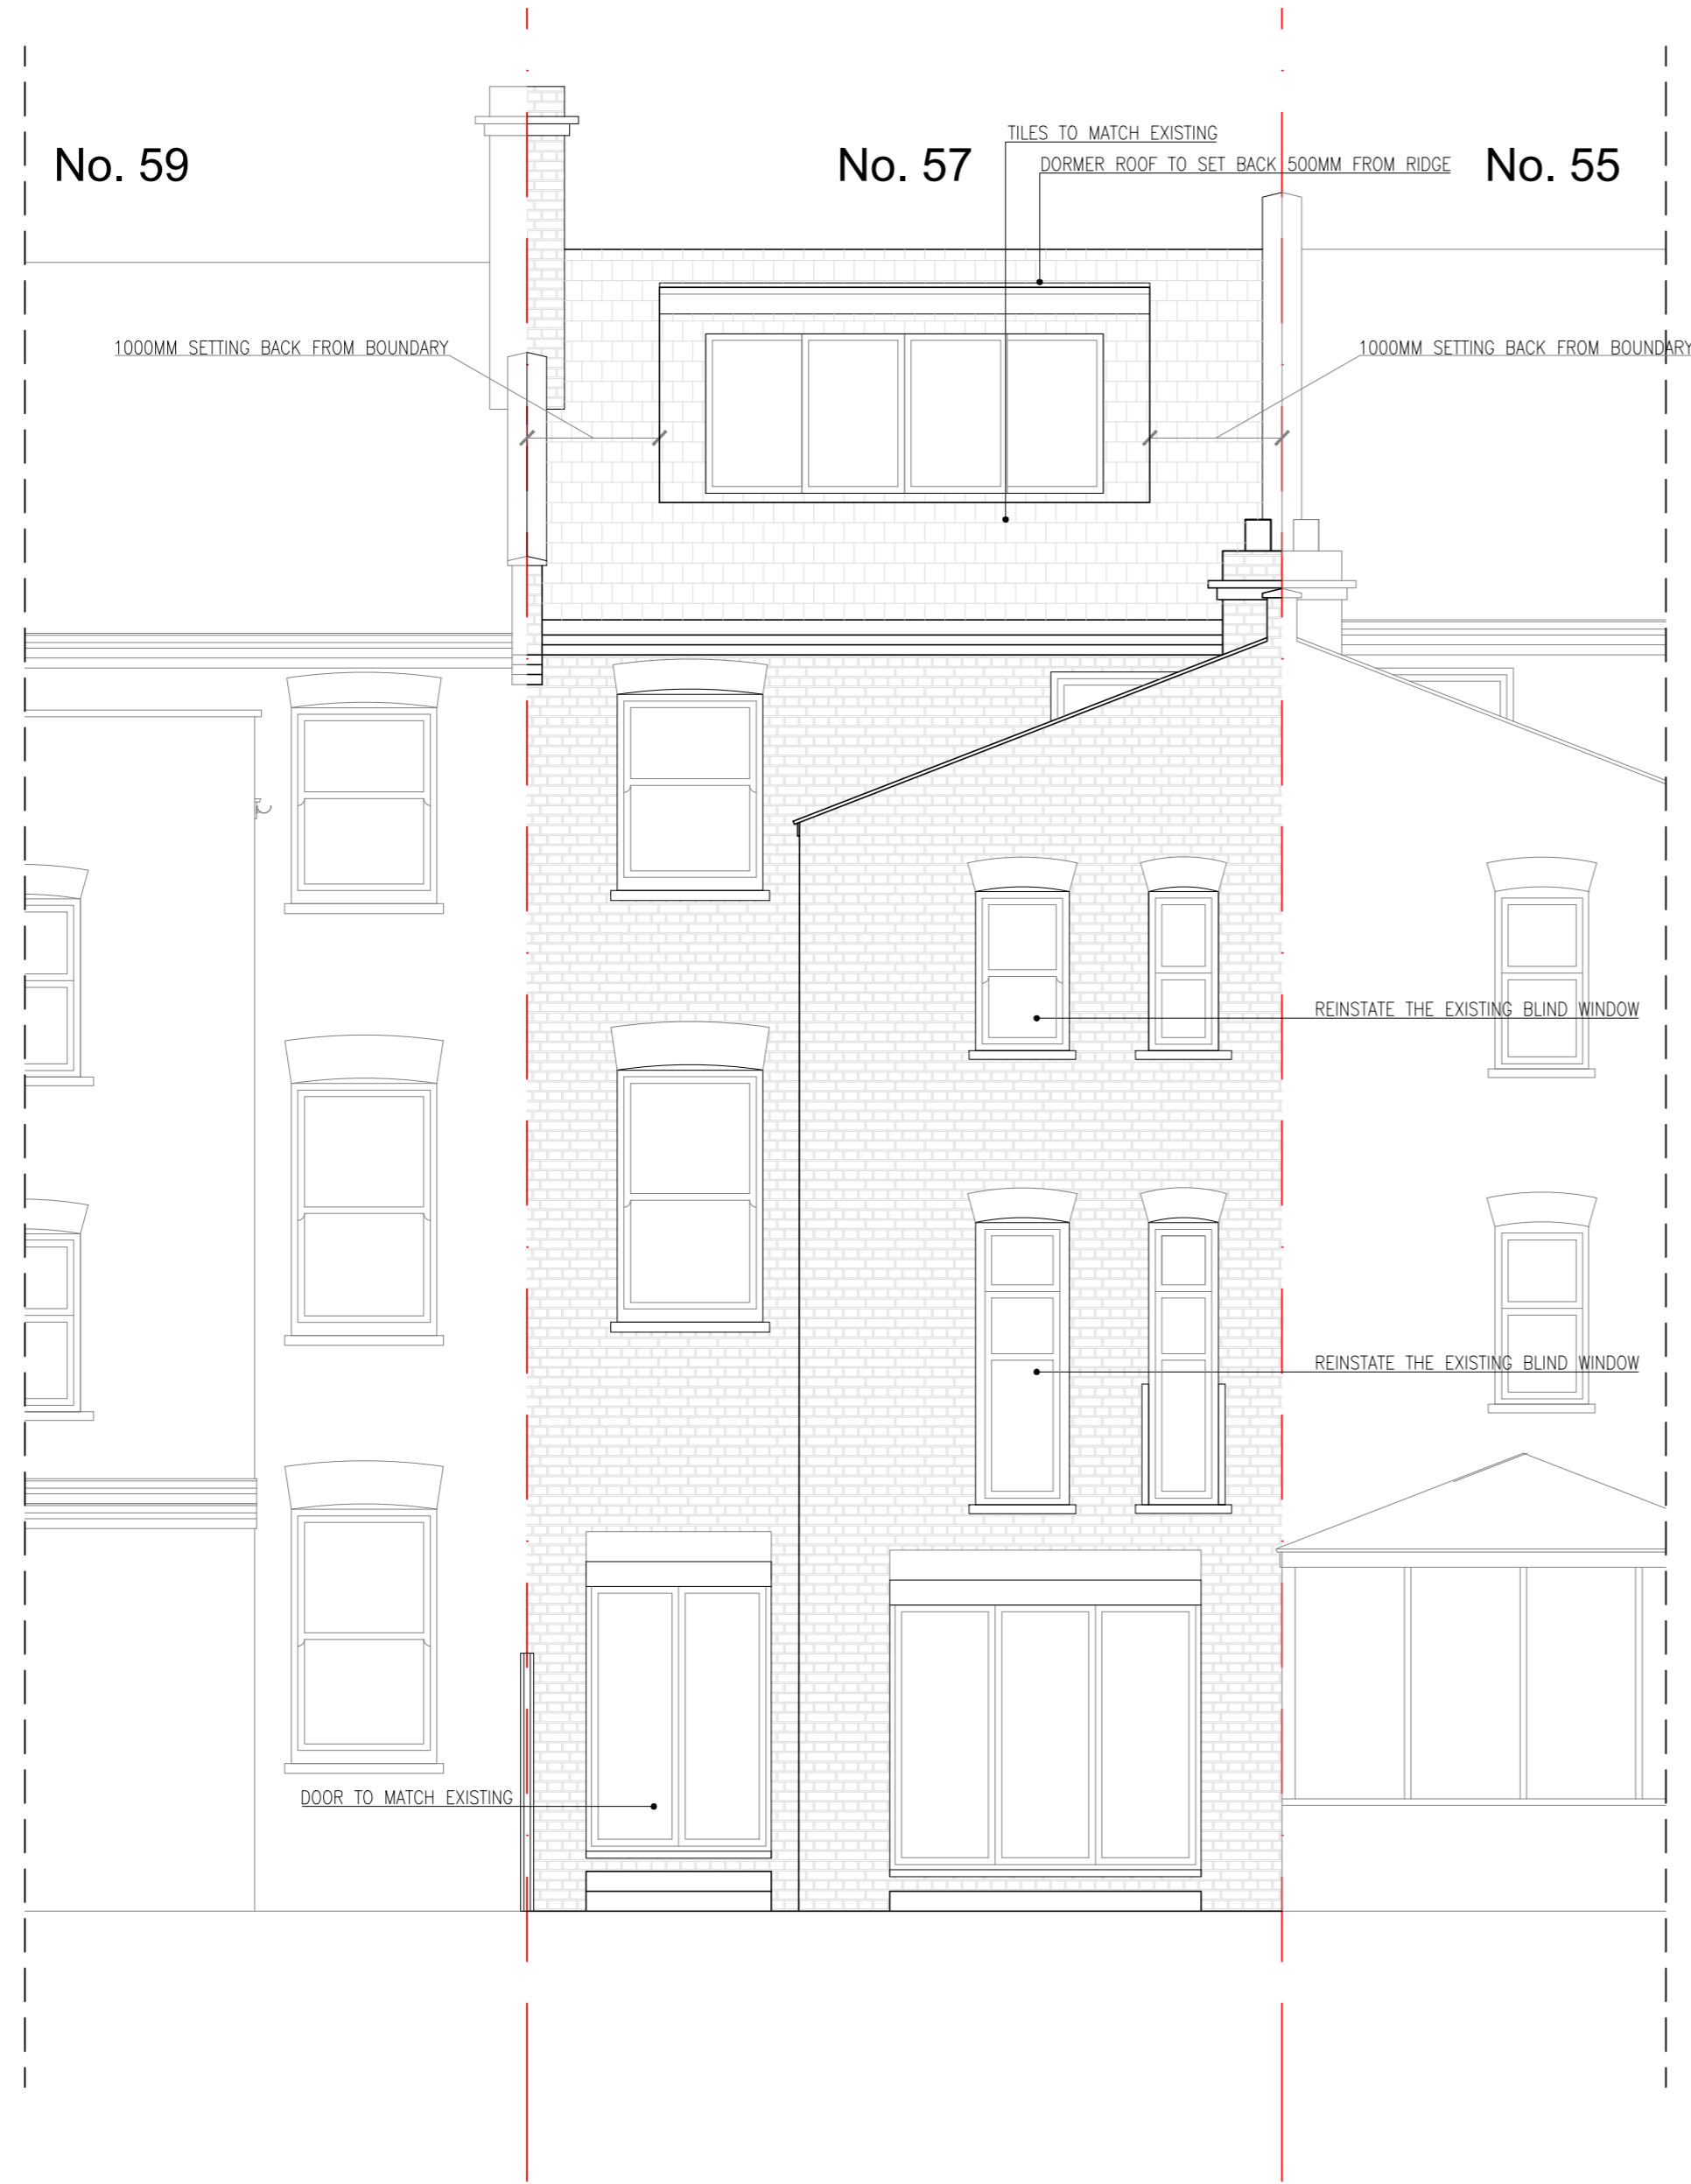 TILES TO MATCH EXISTING
No. 59
No. 57
DORMER ROOF TO SET BACK 500MM FROM RIDGE
No. 55
1000MM SETTING BACK FROM BOUNDARY
1000MM SETTING BACK FROM BOUNDARY
REINSTATE THE EXISTING BLIND WINDOW
REINSTATE THE EXISTING BLIND WINDOW
DOOR TO MATCH EXISTING